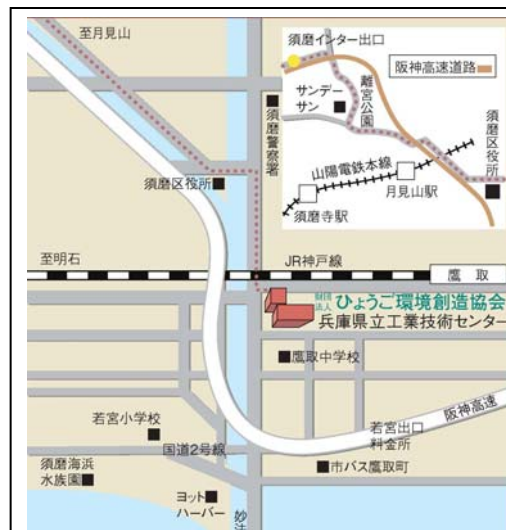 至月見山
須磨インター出口
阪神高速道路
サンデー
サン
離宮公園
須磨区役所
山陽電鉄本線
月見山駅
須磨寺駅
須磨警察署
須磨区役所
至明石
JR神戸線
鷹取
財団
法人
ひょうご環境創造協会
兵庫県立工業技術センター
鷹取中学校
若宮小学校
国道2号線
若宮出口
料金所
阪神高速
須磨海浜
水族園
ヨット
ハーバー
市バス鷹取町
妙法